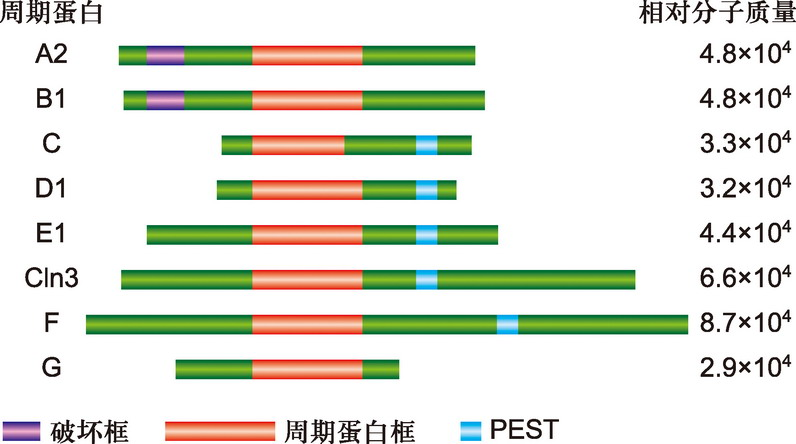 周期蛋白 相对分子质量
A2 4.8×10⁴
B1 4.8×10⁴
C 3.3×10⁴
D1 3.2×10⁴
E1 4.4×10⁴
Cln3 6.6×10⁴
F 8.7×10⁴
G 2.9×10⁴
破坏框 周期蛋白框 PEST